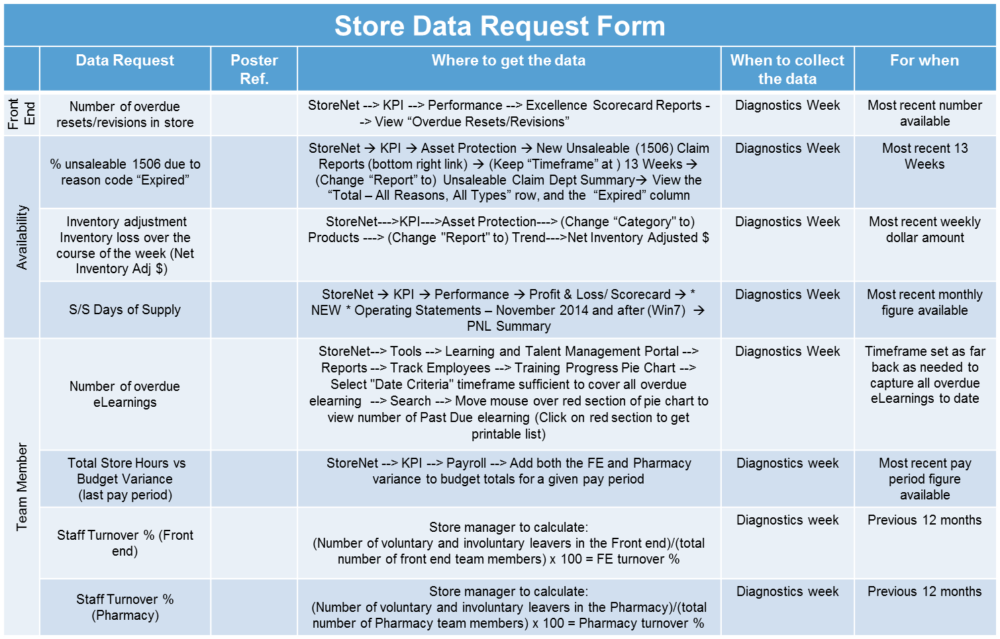 Store Data Request Form
Data Request
Poster
Ref.
Where to get the data
When to collect
the data
For when
Front
End
Number of overdue
resets/revisions in store
StoreNet --> KPI --> Performance --> Excellence Scorecard Reports -
-> View “Overdue Resets/Revisions”
Diagnostics Week
Most recent number
available
Availability
% unsaleable 1506 due to
reason code “Expired”
StoreNet → KPI → Asset Protection → New Unsaleable (1506) Claim
Reports (bottom right link) → (Keep “Timeframe” at ) 13 Weeks →
(Change “Report” to) Unsaleable Claim Dept Summary→ View the
“Total – All Reasons, All Types” row, and the “Expired” column
Diagnostics Week
Most recent 13
Weeks
Inventory adjustment
Inventory loss over the
course of the week (Net
Inventory Adj $)
StoreNet--->KPI--->Asset Protection---> (Change “Category" to)
Products ---> (Change "Report" to) Trend--->Net Inventory Adjusted $
Diagnostics Week
Most recent weekly
dollar amount
S/S Days of Supply
StoreNet → KPI → Performance → Profit & Loss/ Scorecard → *
NEW * Operating Statements – November 2014 and after (Win7) →
PNL Summary
Diagnostics Week
Most recent monthly
figure available
Team Member
Number of overdue
eLearnings
StoreNet--> Tools --> Learning and Talent Management Portal -->
Reports --> Track Employees --> Training Progress Pie Chart -->
Select "Date Criteria" timeframe sufficient to cover all overdue
elearning --> Search --> Move mouse over red section of pie chart to
view number of Past Due elearning (Click on red section to get
printable list)
Diagnostics Week
Timeframe set as far
back as needed to
capture all overdue
eLearnings to date
Total Store Hours vs
Budget Variance
(last pay period)
StoreNet --> KPI --> Payroll --> Add both the FE and Pharmacy
variance to budget totals for a given pay period
Diagnostics week
Most recent pay
period figure
available
Staff Turnover % (Front
end)
Store manager to calculate:
(Number of voluntary and involuntary leavers in the Front end)/(total
number of front end team members) x 100 = FE turnover %
Diagnostics week
Previous 12 months
Staff Turnover %
(Pharmacy)
Store manager to calculate:
(Number of voluntary and involuntary leavers in the Pharmacy)/(total
number of Pharmacy team members) x 100 = Pharmacy turnover %
Diagnostics week
Previous 12 months